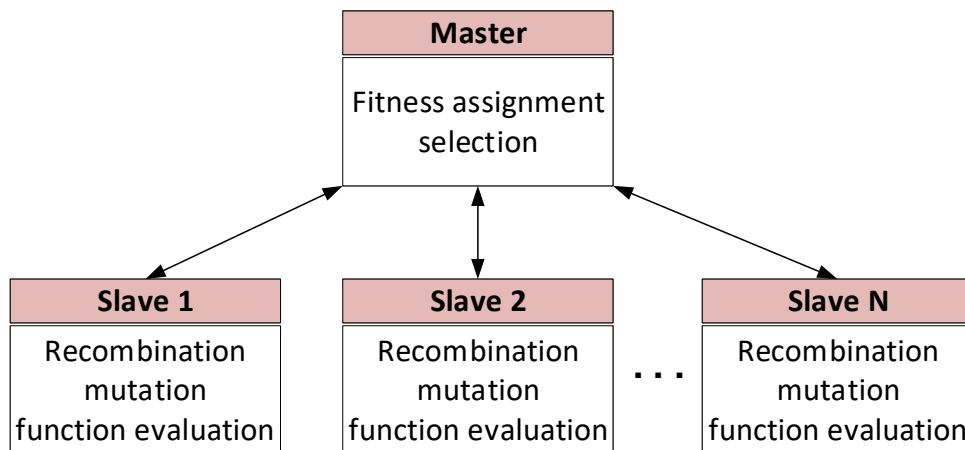 Master
Fitness assignment
selection
Slave 1
Recombination
mutation
function evaluation
Slave 2
Recombination
mutation
function evaluation
. . .
Slave N
Recombination
mutation
function evaluation